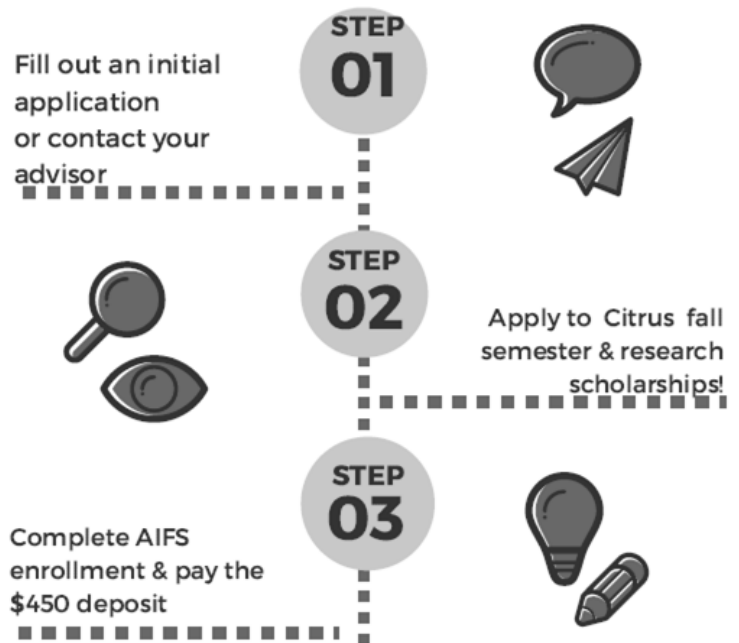 STEP
01
Fill out an initial
application
or contact your
advisor
STEP
02
Apply to Citrus fall
semester & research
scholarships!
STEP
03
Complete AIFS
enrollment & pay the
$450 deposit